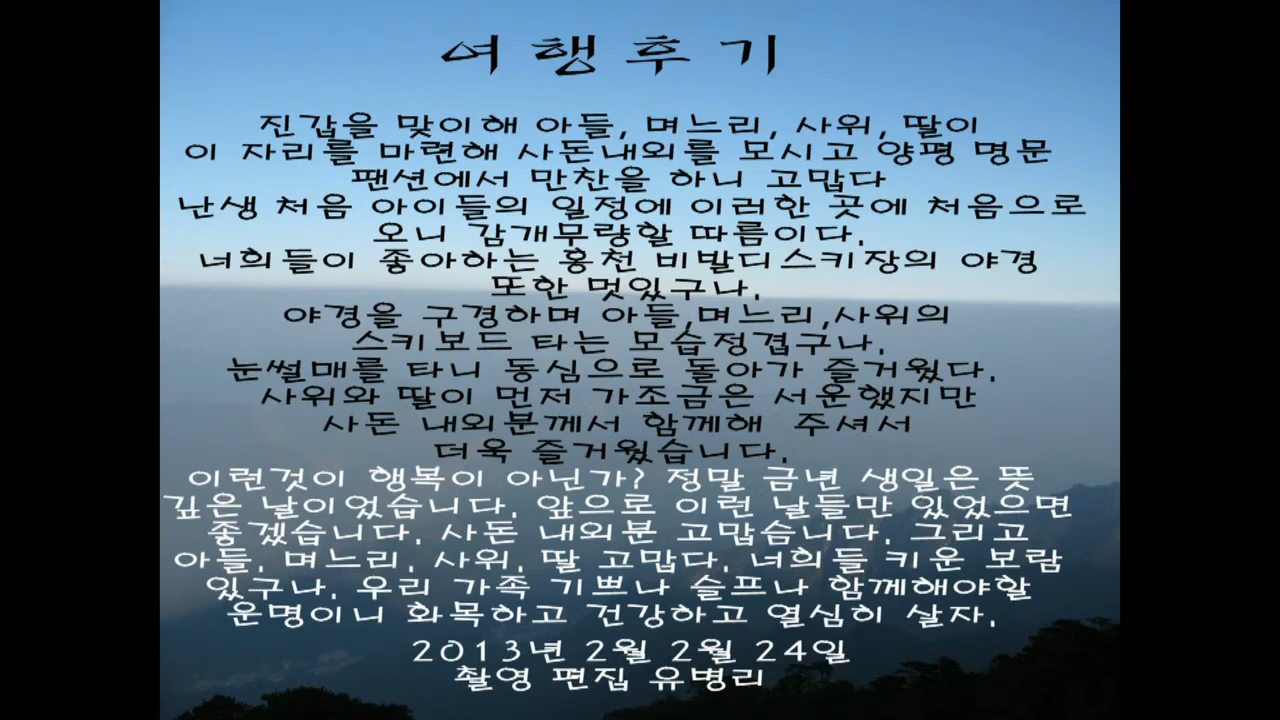 여행후기
진갑을 맞이해 아들, 며느리, 사위, 딸이
이 자리를 마련해 사돈내외를 모시고 양평 명문
팬션에서 만찬을 하니 고맙다
난생 처음 아이들의 일정에 이러한 곳에 처음으로
오니 감개무량할 따름이다.
너희들이 좋아하는 홍천 비발디스키장의 야경
또한 멋있구나.
야경을 구경하며 아들,며느리,사위의
스키보드 타는 모습정겹구나.
눈썰매를 타니 동심으로 돌아가 즐거웠다.
사위와 딸이 먼저 가조금은 서운했지만
사돈 내외분께서 함께해 주셔서
더욱 즐거웠습니다.
이런것이 행복이 아닌가? 정말 금년 생일은 뜻
깊은 날이었습니다. 앞으로 이런 날들만 있었으면
좋겠습니다. 사돈 내외분 고맙습니다. 그리고
아들, 며느리, 사위, 딸 고맙다. 너희들 키운 보람
있구나. 우리 가족 기쁘나 슬프나 함께해야할
운명이니 화목하고 건강하고 열심히 살자.
2013년 2월 2월 24일
촬영 편집 유병리